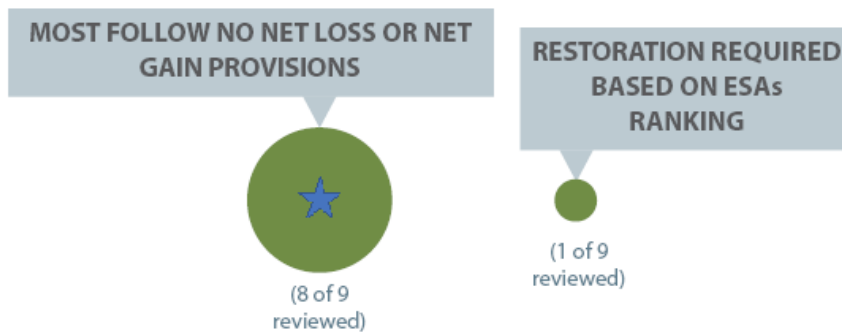 MOST FOLLOW NO NET LOSS OR NET
GAIN PROVISIONS
(8 of 9
reviewed)
RESTORATION REQUIRED
BASED ON ESAs
RANKING
(1 of 9
reviewed)